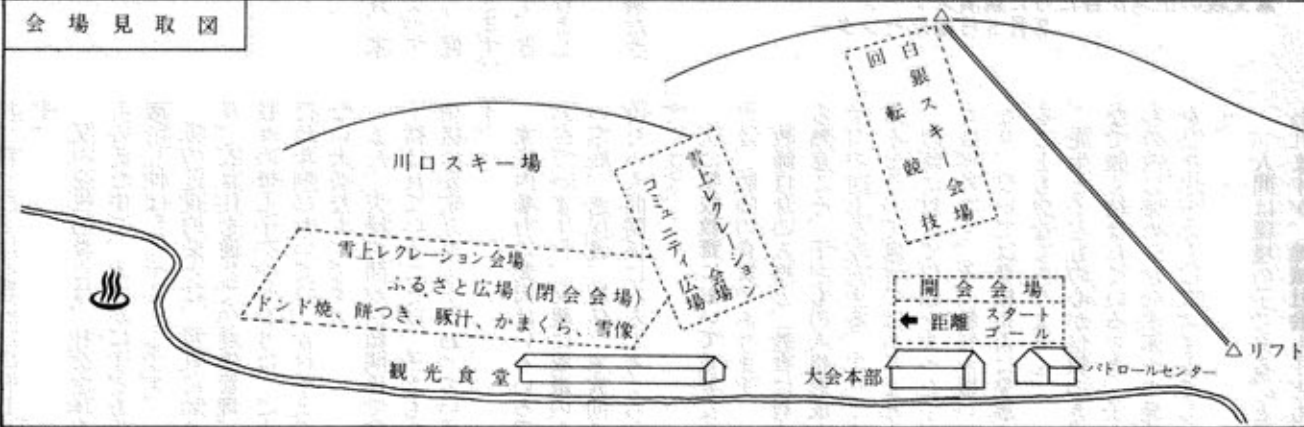 会場見取図
回転競技
白銀スキー会場
川口スキー場
雪上レクレーション会場
コミュニティ広場
雪上レクレーション会場
ふるさと広場（閉会会場）
ドンド焼、餅つき、豚汁、かまくら、雪像
開会会場
距離
スタート
ゴール
リフト
観光食堂
大会本部
パトロールセンター